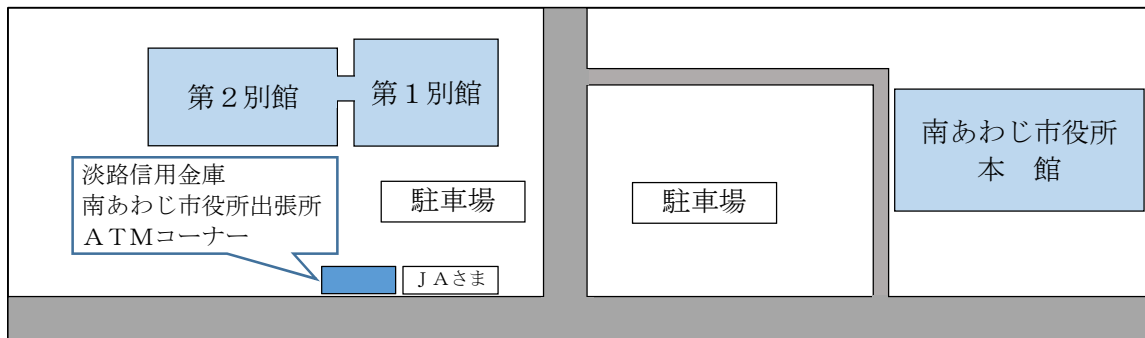 第２別館
第１別館
南あわじ市役所
本　館
淡路信用金庫
南あわじ市役所出張所
ＡＴＭコーナー
駐車場
駐車場
ＪＡさま